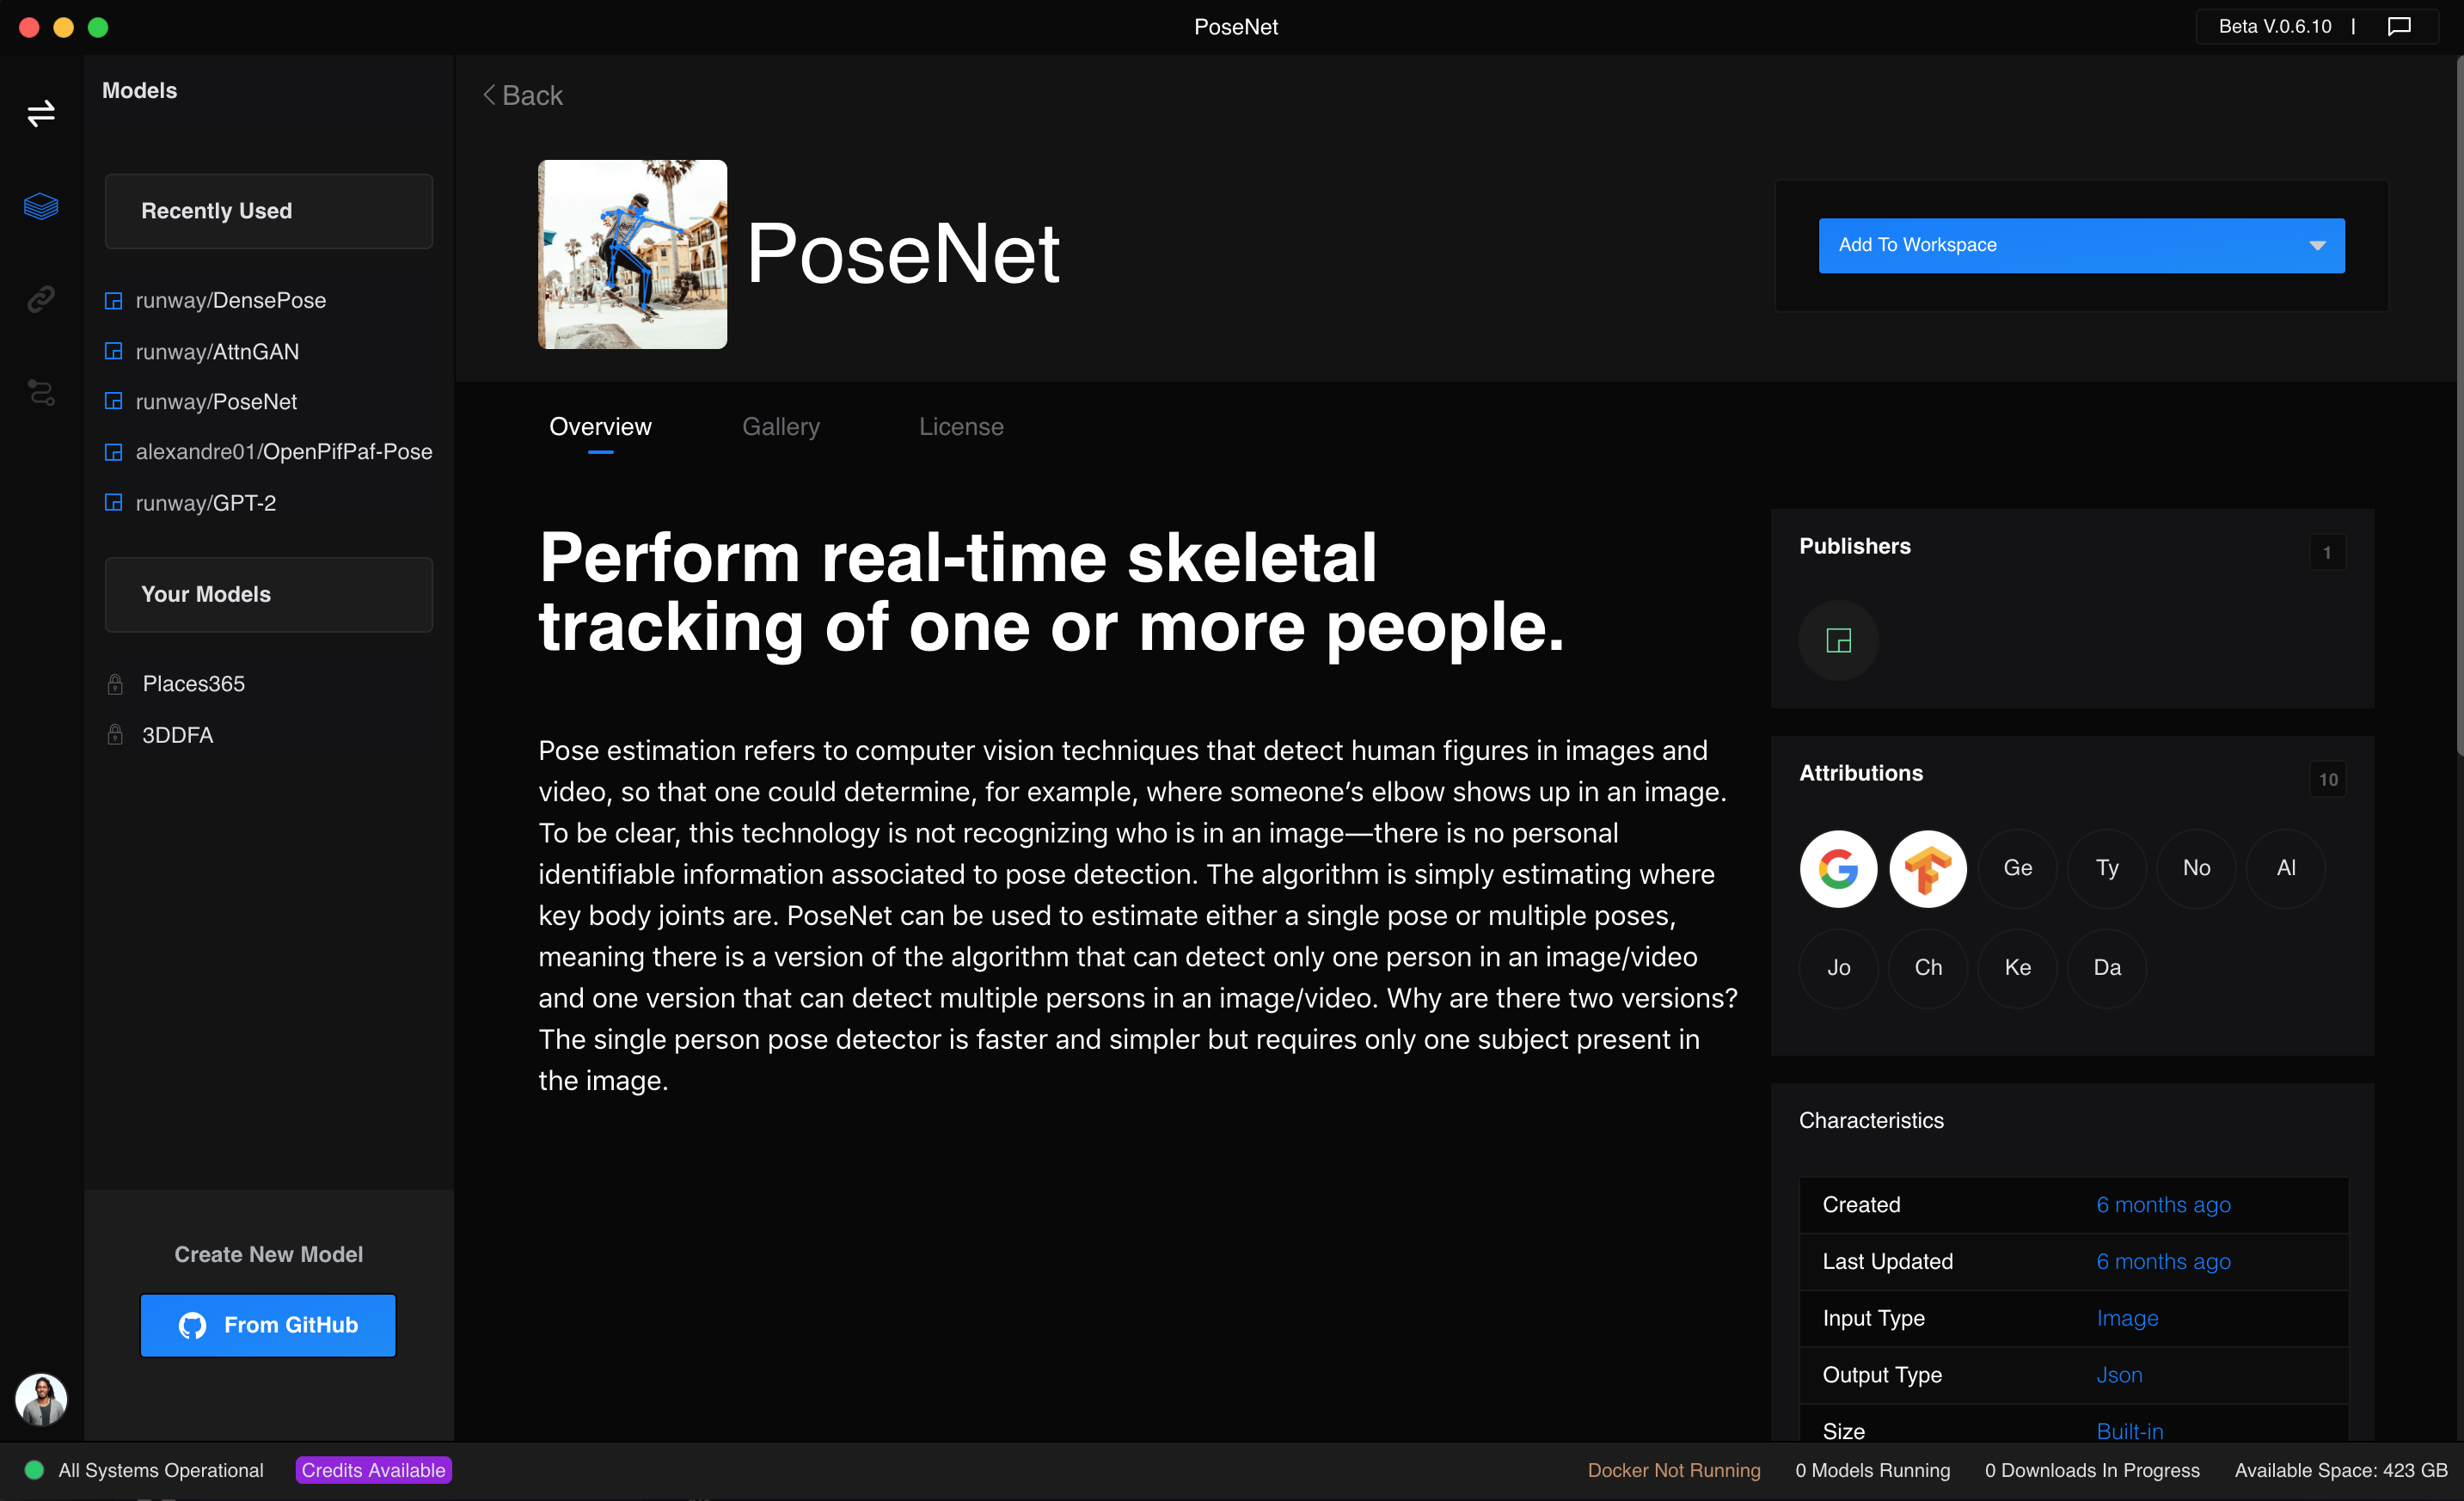 PoseNet
Beta V.0.6.10 |
Models
Recently Used
runway/DensePose
runway/AttnGAN
runway/PoseNet
alexandre01/OpenPifPaf-Pose
runway/GPT-2
Your Models
Places365
3DDFA
Create New Model
From GitHub
Back
PoseNet
Add To Workspace
Overview
Gallery
License
Perform real-time skeletal
tracking of one or more people.
Pose estimation refers to computer vision techniques that detect human figures in images and
video, so that one could determine, for example, where someone’s elbow shows up in an image.
To be clear, this technology is not recognizing who is in an image—there is no personal
identifiable information associated to pose detection. The algorithm is simply estimating where
key body joints are. PoseNet can be used to estimate either a single pose or multiple poses,
meaning there is a version of the algorithm that can detect only one person in an image/video
and one version that can detect multiple persons in an image/video. Why are there two versions?
The single person pose detector is faster and simpler but requires only one subject present in
the image.
Publishers
1
Attributions
10
G
Ge
Ty
No
Al
Jo
Ch
Ke
Da
Characteristics
Created 6 months ago
Last Updated 6 months ago
Input Type Image
Output Type Json
Size Built-in
All Systems Operational
Credits Available
Docker Not Running
0 Models Running
0 Downloads In Progress
Available Space: 423 GB